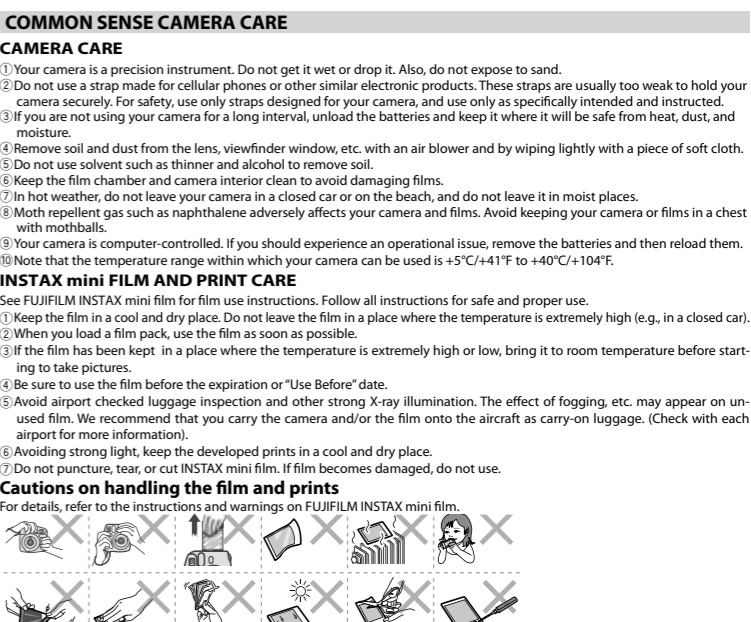 COMMON SENSE CAMERA CARE
CAMERA CARE
①Your camera is a precision instrument. Do not get it wet or drop it. Also, do not expose to sand.
②Do not use a strap made for cellular phones or other similar electronic products. These straps are usually too weak to hold your
camera securely. For safety, use only straps designed for your camera, and use only as specifically intended and instructed.
③If you are not using your camera for a long interval, unload the batteries and keep it where it will be safe from heat, dust, and
moisture.
④Remove soil and dust from the lens, viewfinder window, etc. with an air blower and by wiping lightly with a piece of soft cloth.
⑤Do not use solvent such as thinner and alcohol to remove soil.
⑥Keep the film chamber and camera interior clean to avoid damaging films.
⑦In hot weather, do not leave your camera in a closed car or on the beach, and do not leave it in moist places.
⑧Moth repellent gas such as naphthalene adversely affects your camera and films. Avoid keeping your camera or films in a chest
with mothballs.
⑨Your camera is computer-controlled. If you should experience an operational issue, remove the batteries and then reload them.
⑩Note that the temperature range within which your camera can be used is +5°C/+41°F to +40°C/+104°F.
INSTAX mini FILM AND PRINT CARE
See FUJIFILM INSTAX mini film for film use instructions. Follow all instructions for safe and proper use.
①Keep the film in a cool and dry place. Do not leave the film in a place where the temperature is extremely high (e.g., in a closed car).
②When you load a film pack, use the film as soon as possible.
③If the film has been kept in a place where the temperature is extremely high or low, bring it to room temperature before start-
ing to take pictures.
④Be sure to use the film before the expiration or “Use Before” date.
⑤Avoid airport checked luggage inspection and other strong X-ray illumination. The effect of fogging, etc. may appear on un-
used film. We recommend that you carry the camera and/or the film onto the aircraft as carry-on luggage. (Check with each
airport for more information).
⑥Avoiding strong light, keep the developed prints in a cool and dry place.
⑦Do not puncture, tear, or cut INSTAX mini film. If film becomes damaged, do not use.
Cautions on handling the film and prints
For details, refer to the instructions and warnings on FUJIFILM INSTAX mini film.